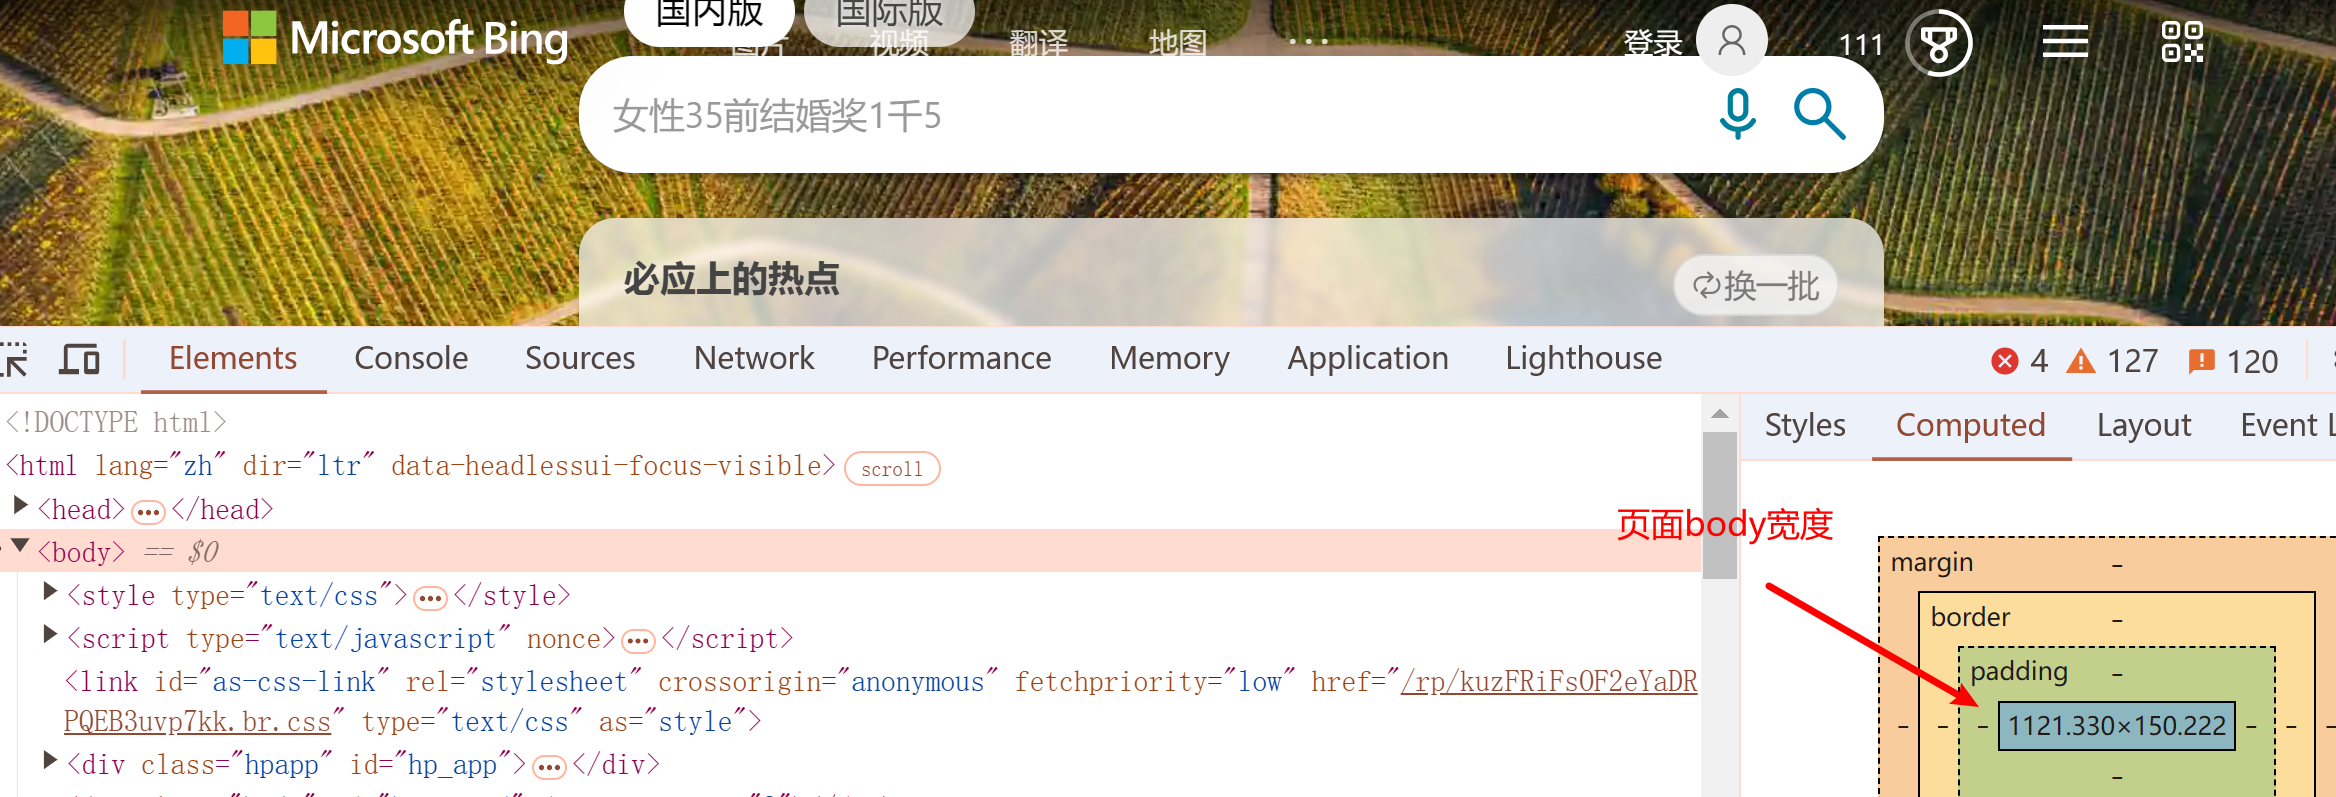 国内版 国际版
Microsoft Bing 图片 视频 翻译 地图 ... 登录 111
女性35前结婚奖1千5
必应上的热点 换一批
Elements Console Sources Network Performance Memory Application Lighthouse 4 127 120
Styles Computed Layout Event L
<!DOCTYPE html>
<html lang="zh" dir="ltr" data-headlessui-focus-visible> scroll
<head>...</head>
<body> == $0
<style type="text/css">...</style>
<script type="text/javascript" nonce>...</script>
<link id="as-css-link" rel="stylesheet" crossorigin="anonymous" fetchpriority="low" href="/rp/kuzFRiFsOF2eYaDR
PQEB3uvp7kk.br.css" type="text/css" as="style">
<div class="hpapp" id="hp_app">...</div>
页面body宽度
margin -
border -
padding -
- - - 1121.330×150.222 - - -
-